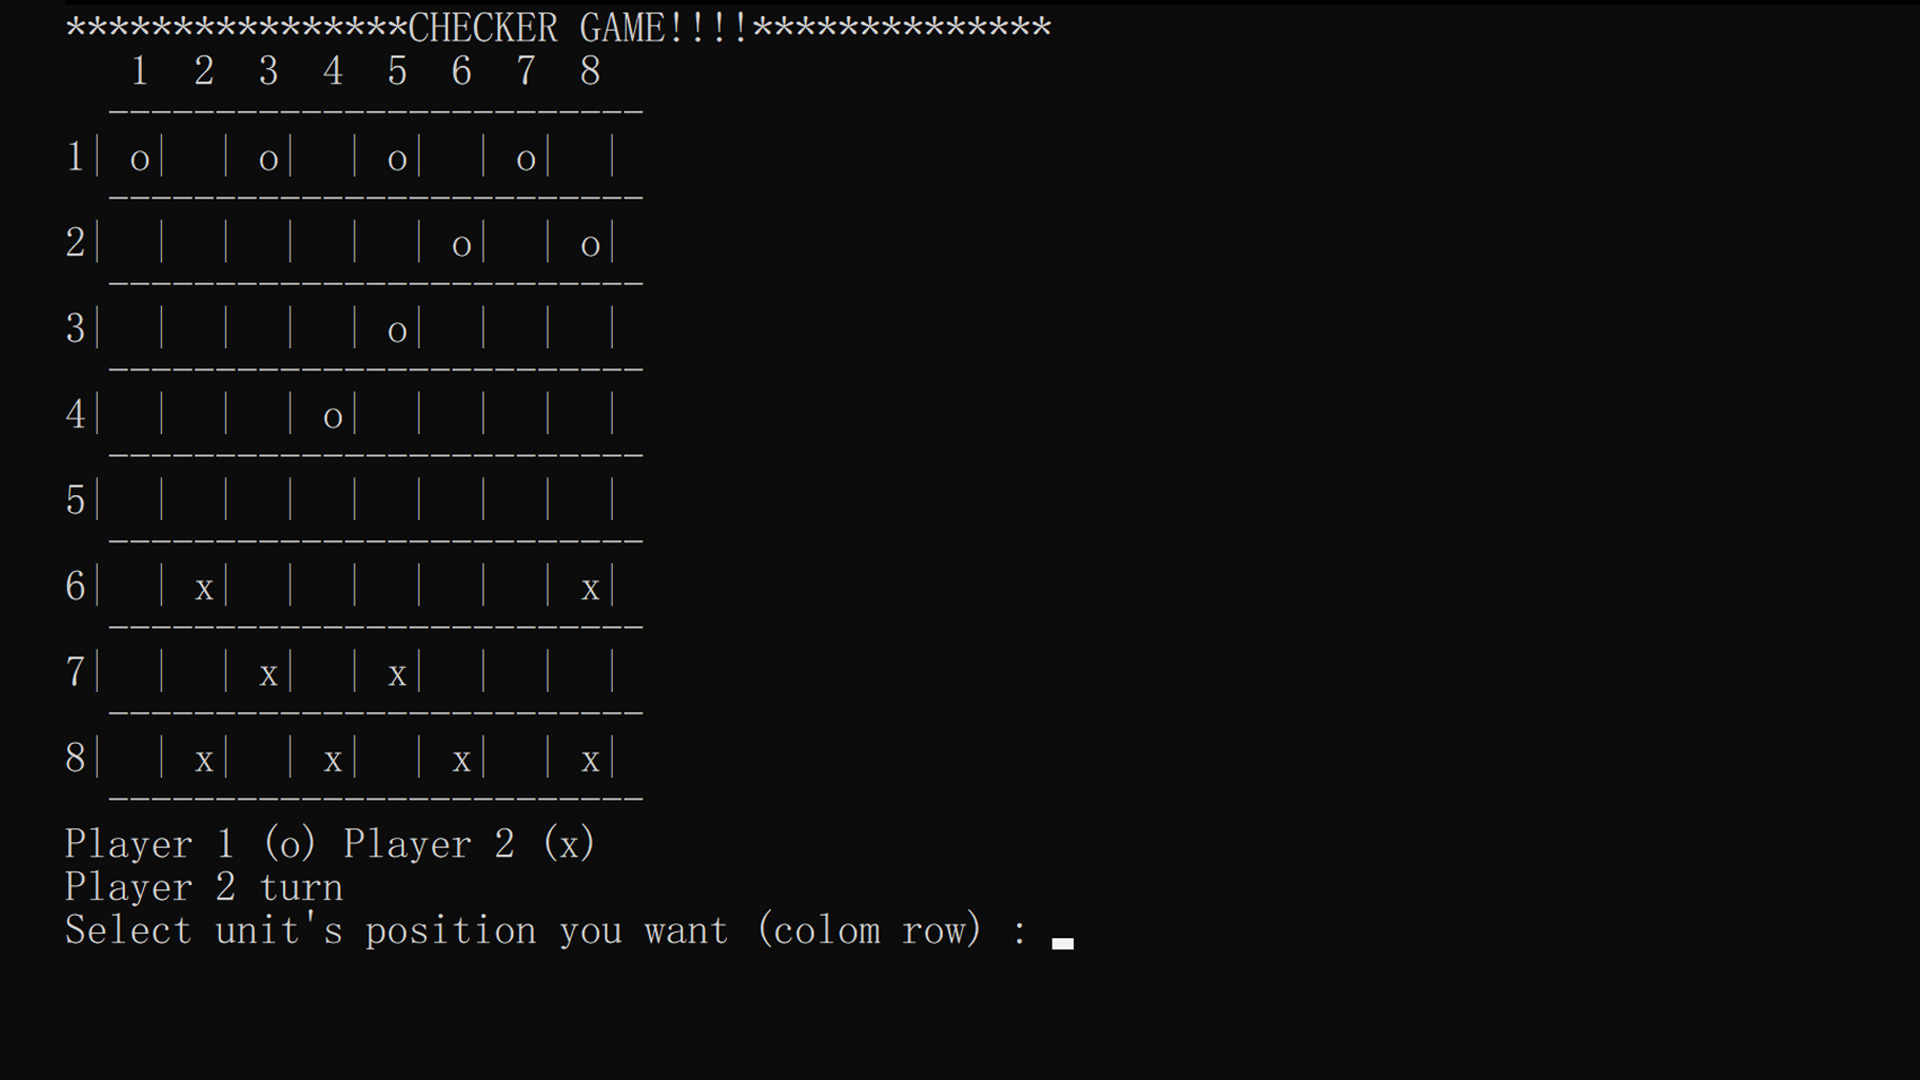 ****************CHECKER GAME!!!!**************
1 2 3 4 5 6 7 8
-------------------------
1| o|  | o|  | o|  | o|  |
-------------------------
2|  |  |  |  |  | o|  | o|
-------------------------
3|  |  |  |  | o|  |  |  |
-------------------------
4|  |  |  | o|  |  |  |  |
-------------------------
5|  |  |  |  |  |  |  |  |
-------------------------
6|  | x|  |  |  |  |  | x|
-------------------------
7|  |  | x|  | x|  |  |  |
-------------------------
8|  | x|  | x|  | x|  | x|
-------------------------
Player 1 (o) Player 2 (x)
Player 2 turn
Select unit's position you want (colom row) :